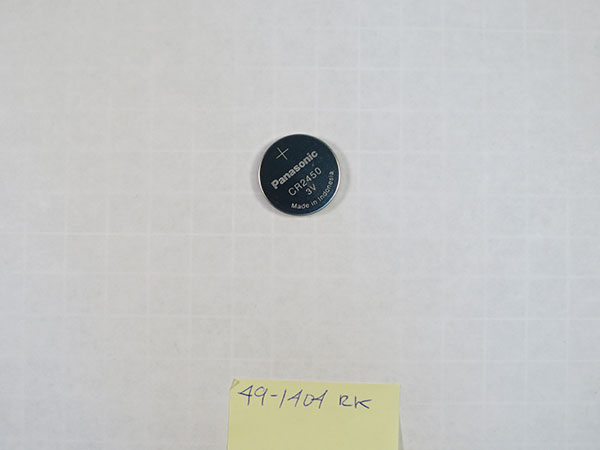 +
Panasonic
CR2450
3V
Made in Indonesia
49-1404 RK